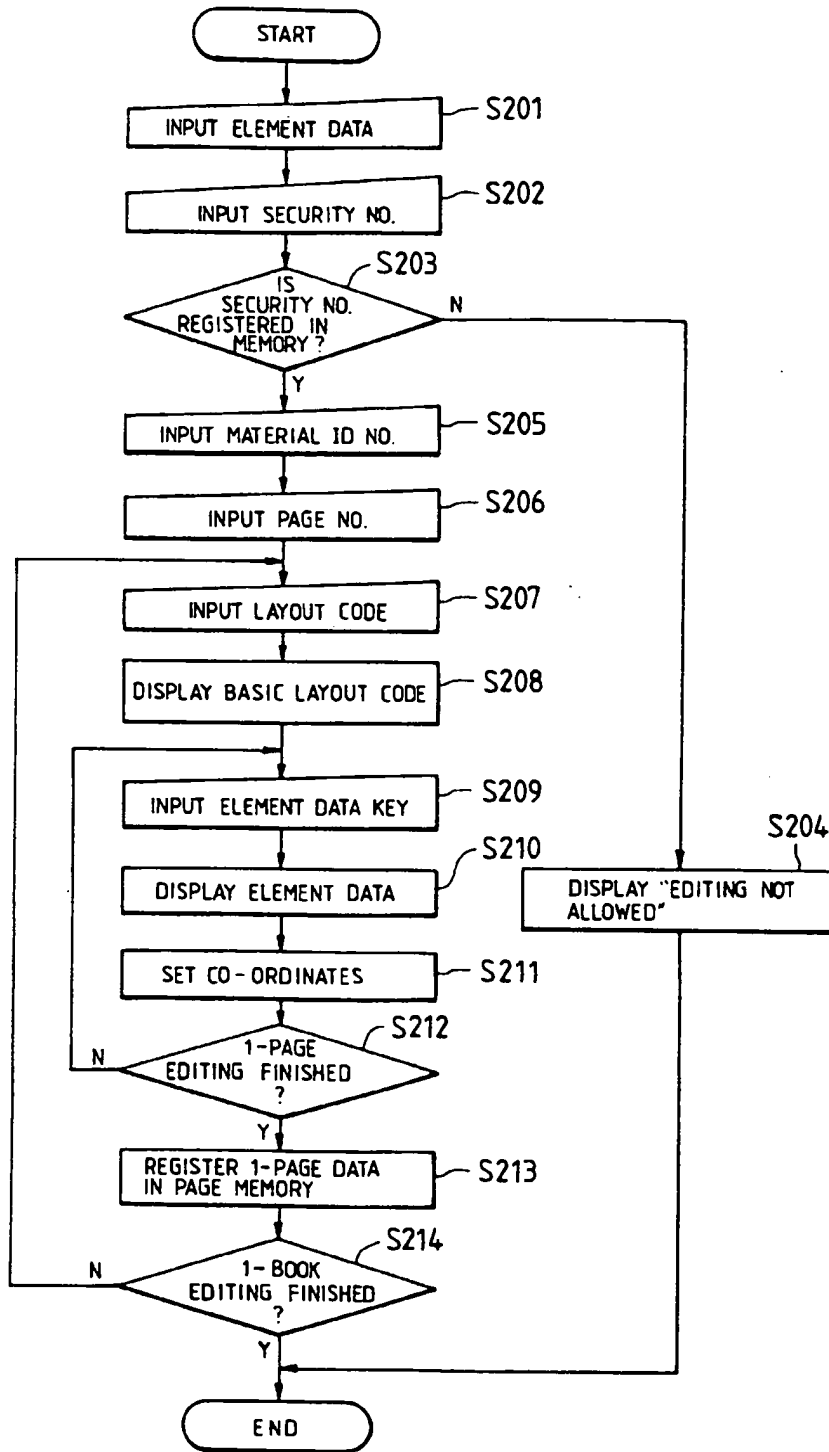 START
INPUT ELEMENT DATA
S201
INPUT SECURITY NO.
S202
S203
IS
SECURITY NO.
REGISTERED IN
MEMORY ?
N
Y
INPUT MATERIAL ID NO.
S205
INPUT PAGE NO.
S206
INPUT LAYOUT CODE
S207
DISPLAY BASIC LAYOUT CODE
S208
INPUT ELEMENT DATA KEY
S209
S204
DISPLAY "EDITING NOT
ALLOWED"
DISPLAY ELEMENT DATA
S210
SET CO-ORDINATES
S211
S212
1-PAGE
EDITING FINISHED
?
N
Y
REGISTER 1-PAGE DATA
IN PAGE MEMORY
S213
S214
1-BOOK
EDITING FINISHED
?
N
Y
END